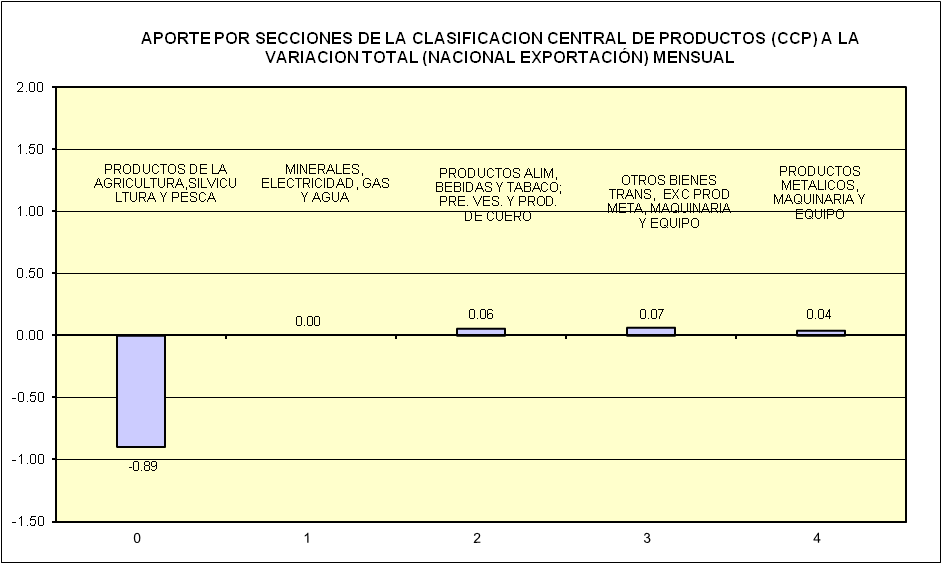 APORTE POR SECCIONES DE LA CLASIFICACION CENTRAL DE PRODUCTOS (CCP) A LA
VARIACION TOTAL (NACIONAL EXPORTACIÓN) MENSUAL
2.00
1.50
1.00
0.50
0.00
-0.50
-1.00
-1.50
PRODUCTOS DE LA
AGRICULTURA,SILVICU
LTURA Y PESCA
MINERALES,
ELECTRICIDAD, GAS
Y AGUA
PRODUCTOS ALIM,
BEBIDAS Y TABACO;
PRE. VES. Y PROD.
DE CUERO
OTROS BIENES
TRANS, EXC PROD
META, MAQUINARIA
Y EQUIPO
PRODUCTOS
METALICOS,
MAQUINARIA Y
EQUIPO
-0.89
0.00
0.06
0.07
0.04
0
1
2
3
4